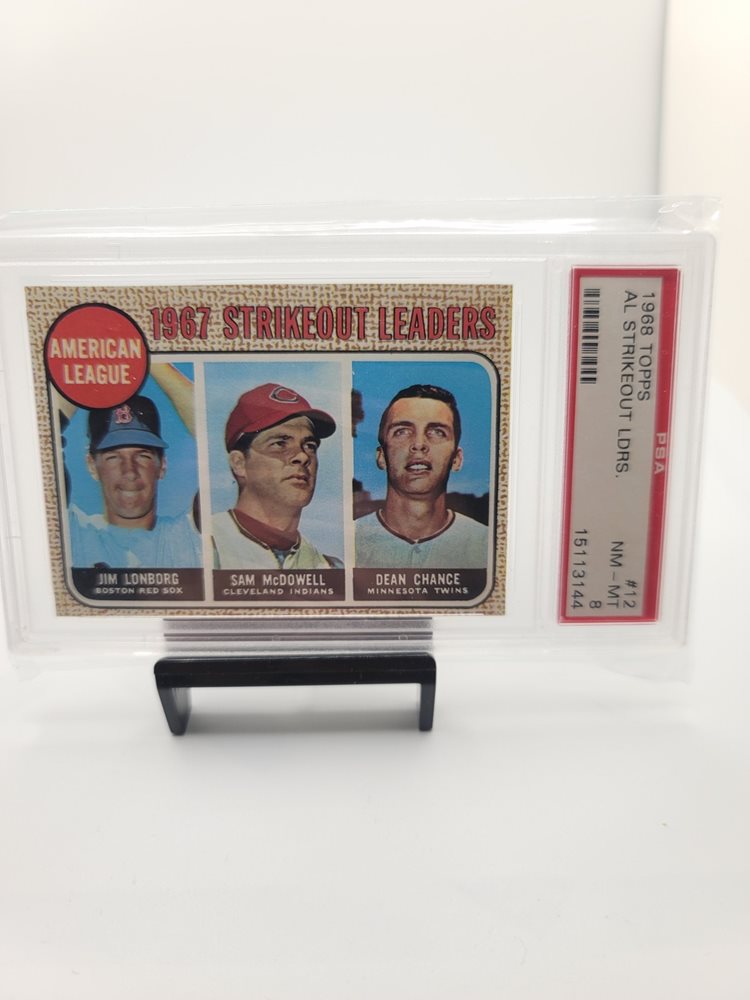 1967 STRIKEOUT LEADERS
AMERICAN
LEAGUE
B
C
JIM LONBORG
BOSTON RED SOX
SAM McDOWELL
CLEVELAND INDIANS
DEAN CHANCE
MINNESOTA TWINS
PSA
1968 TOPPS #12
AL STRIKEOUT LDRS. NM - MT 8
15113144